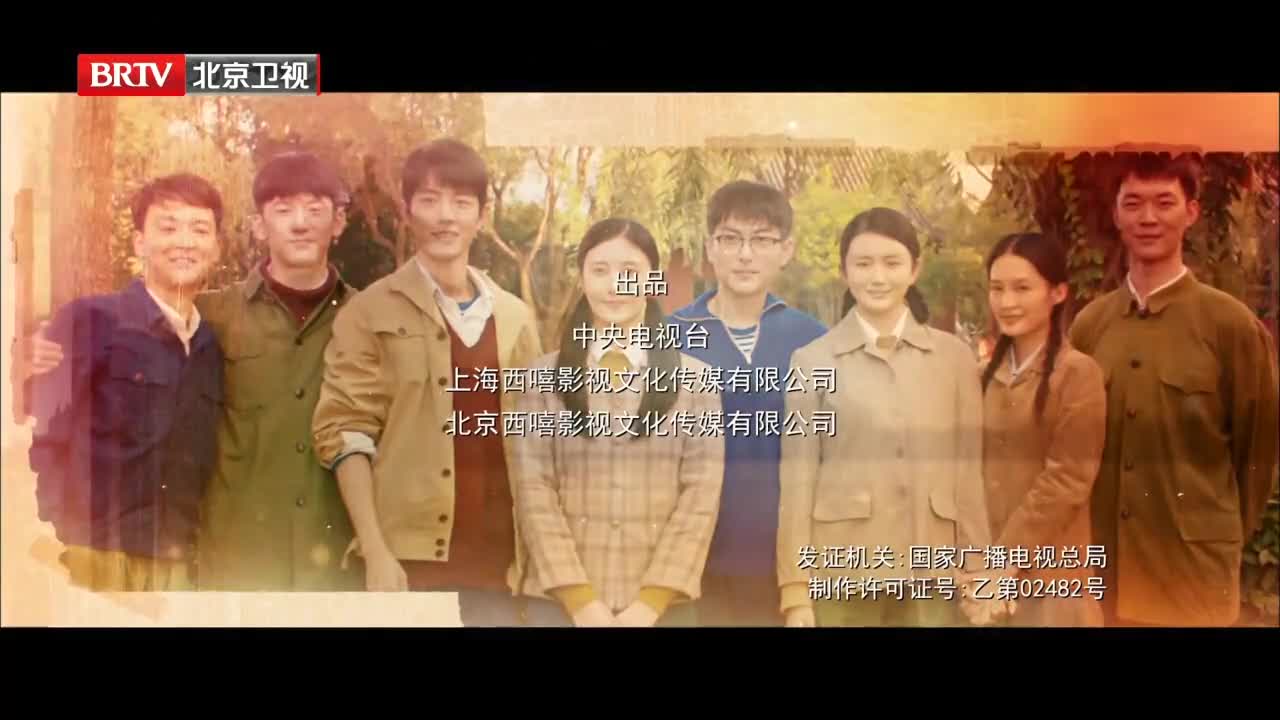 BRTV 北京卫视
出品
中央电视台
上海西嘻影视文化传媒有限公司
北京西嘻影视文化传媒有限公司
发证机关:国家广播电视总局
制作许可证号:乙第02482号